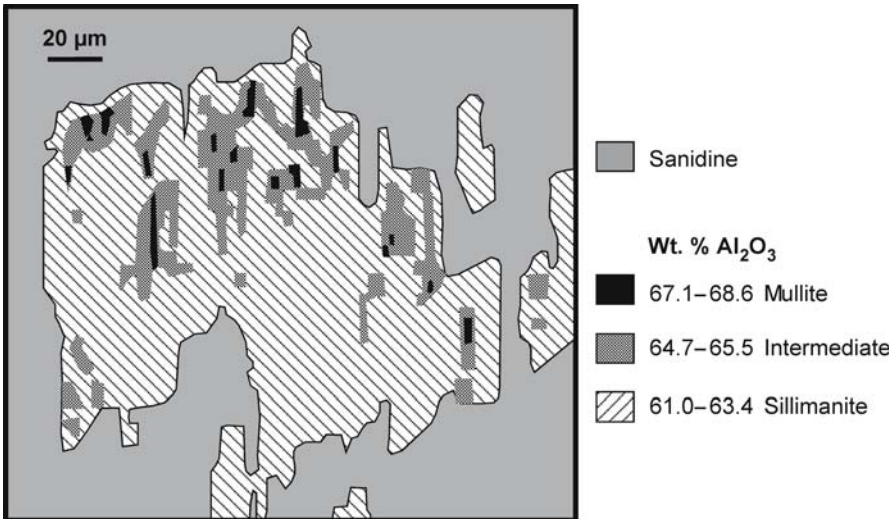 20 µm
Sanidine
Wt. % Al₂O₃
67.1–68.6 Mullite
64.7–65.5 Intermediate
61.0–63.4 Sillimanite